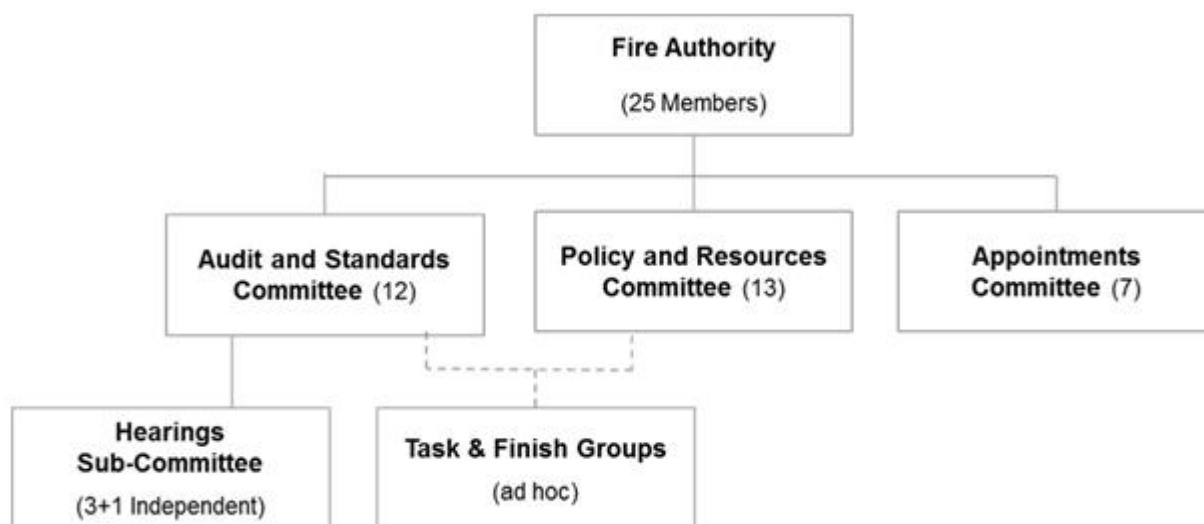 Fire Authority
(25 Members)
Audit and Standards
Committee (12)
Policy and Resources
Committee (13)
Appointments
Committee (7)
Hearings
Sub-Committee
(3+1 Independent)
Task & Finish Groups
(ad hoc)